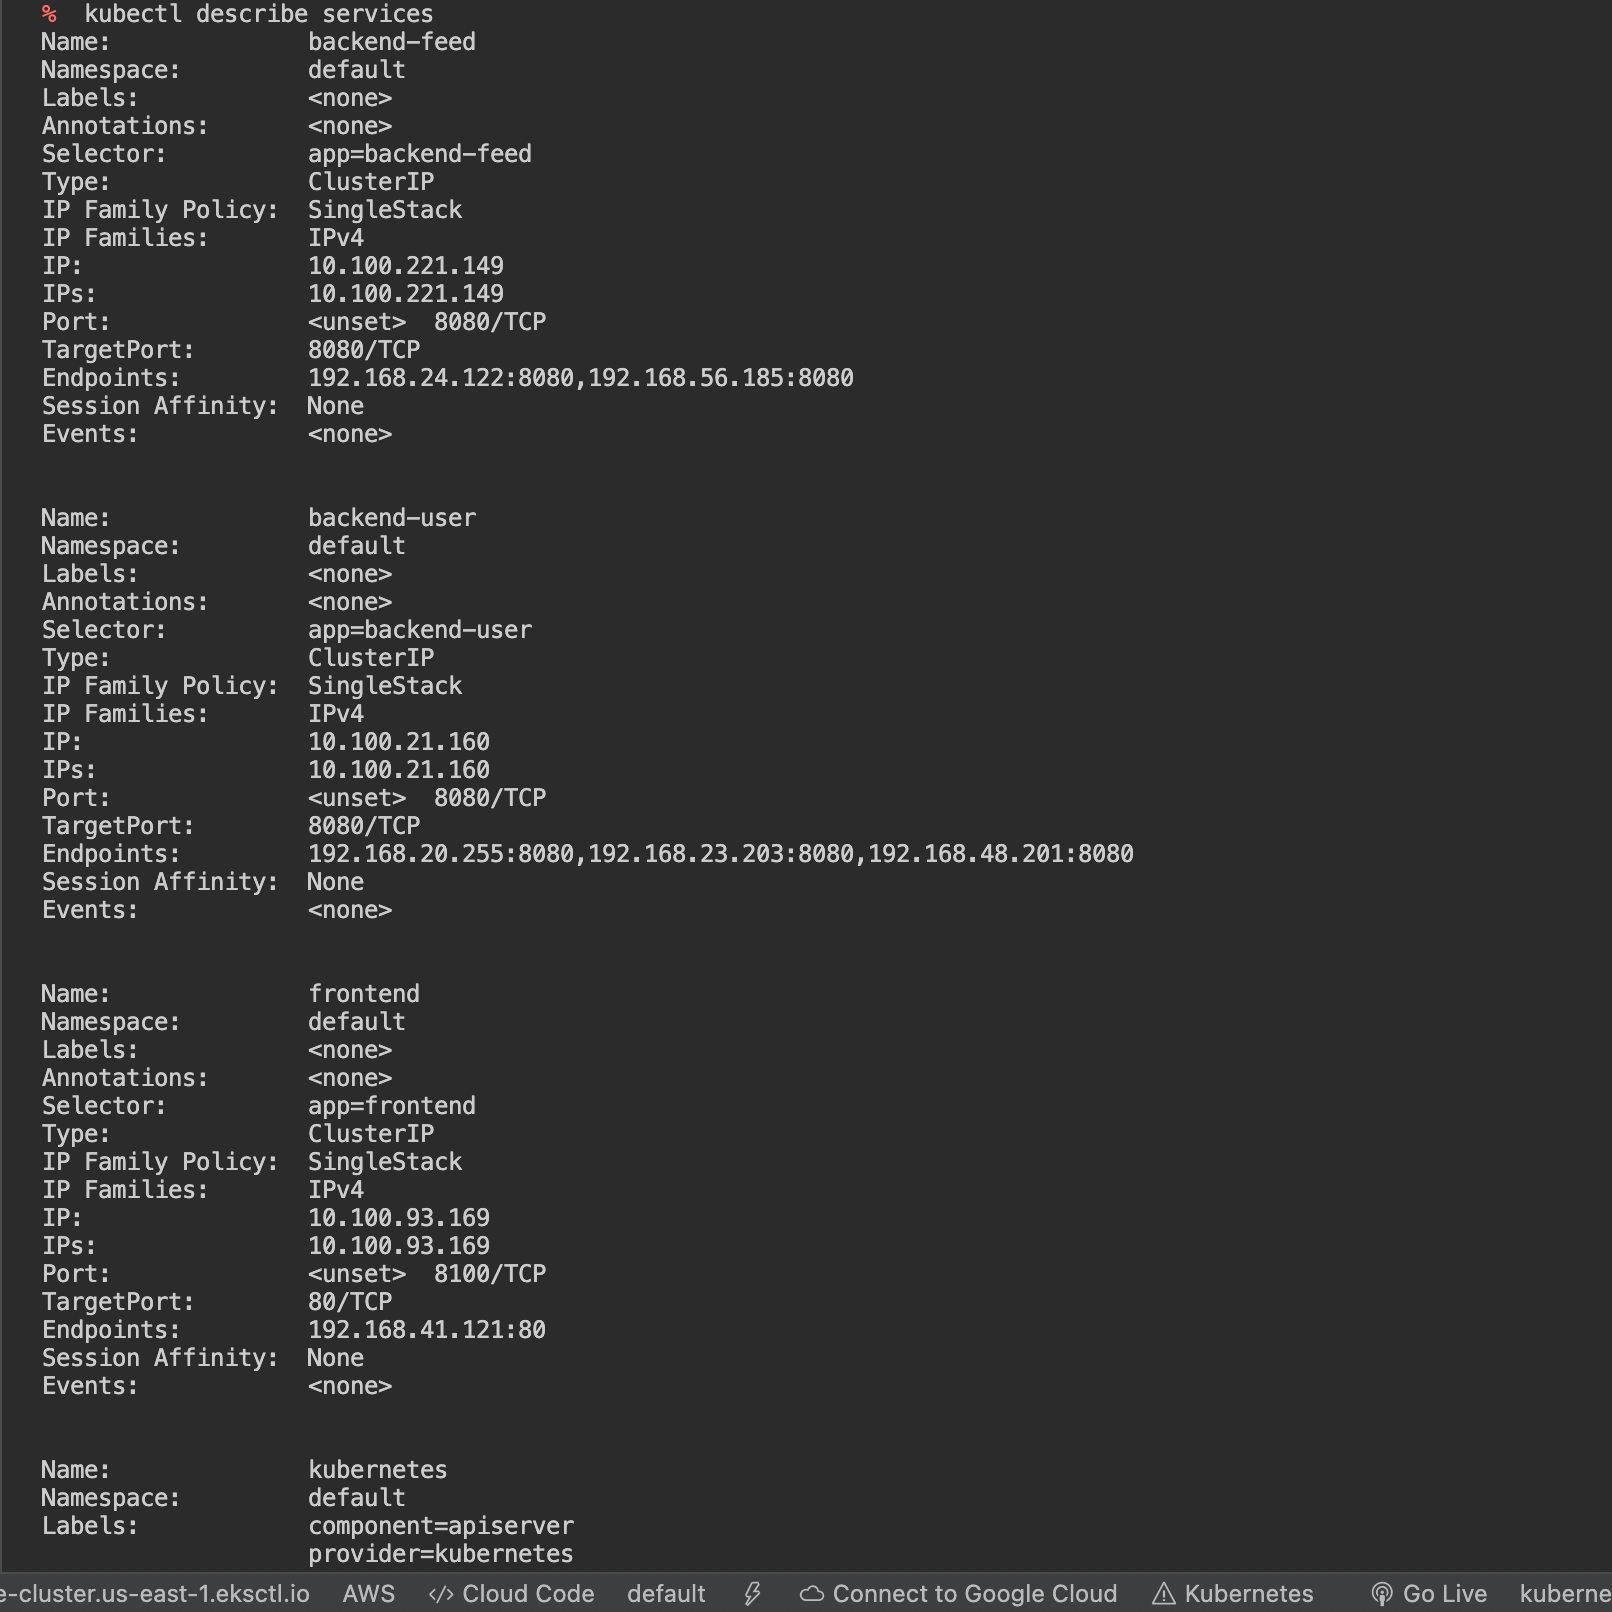 % kubectl describe services
Name: backend-feed
Namespace: default
Labels: <none>
Annotations: <none>
Selector: app=backend-feed
Type: ClusterIP
IP Family Policy: SingleStack
IP Families: IPv4
IP: 10.100.221.149
IPs: 10.100.221.149
Port: <unset> 8080/TCP
TargetPort: 8080/TCP
Endpoints: 192.168.24.122:8080,192.168.56.185:8080
Session Affinity: None
Events: <none>
Name: backend-user
Namespace: default
Labels: <none>
Annotations: <none>
Selector: app=backend-user
Type: ClusterIP
IP Family Policy: SingleStack
IP Families: IPv4
IP: 10.100.21.160
IPs: 10.100.21.160
Port: <unset> 8080/TCP
TargetPort: 8080/TCP
Endpoints: 192.168.20.255:8080,192.168.23.203:8080,192.168.48.201:8080
Session Affinity: None
Events: <none>
Name: frontend
Namespace: default
Labels: <none>
Annotations: <none>
Selector: app=frontend
Type: ClusterIP
IP Family Policy: SingleStack
IP Families: IPv4
IP: 10.100.93.169
IPs: 10.100.93.169
Port: <unset> 8100/TCP
TargetPort: 80/TCP
Endpoints: 192.168.41.121:80
Session Affinity: None
Events: <none>
Name: kubernetes
Namespace: default
Labels: component=apiserver
provider=kubernetes
e-cluster.us-east-1.eksctl.io AWS </> Cloud Code default Connect to Google Cloud Kubernetes Go Live kuberne